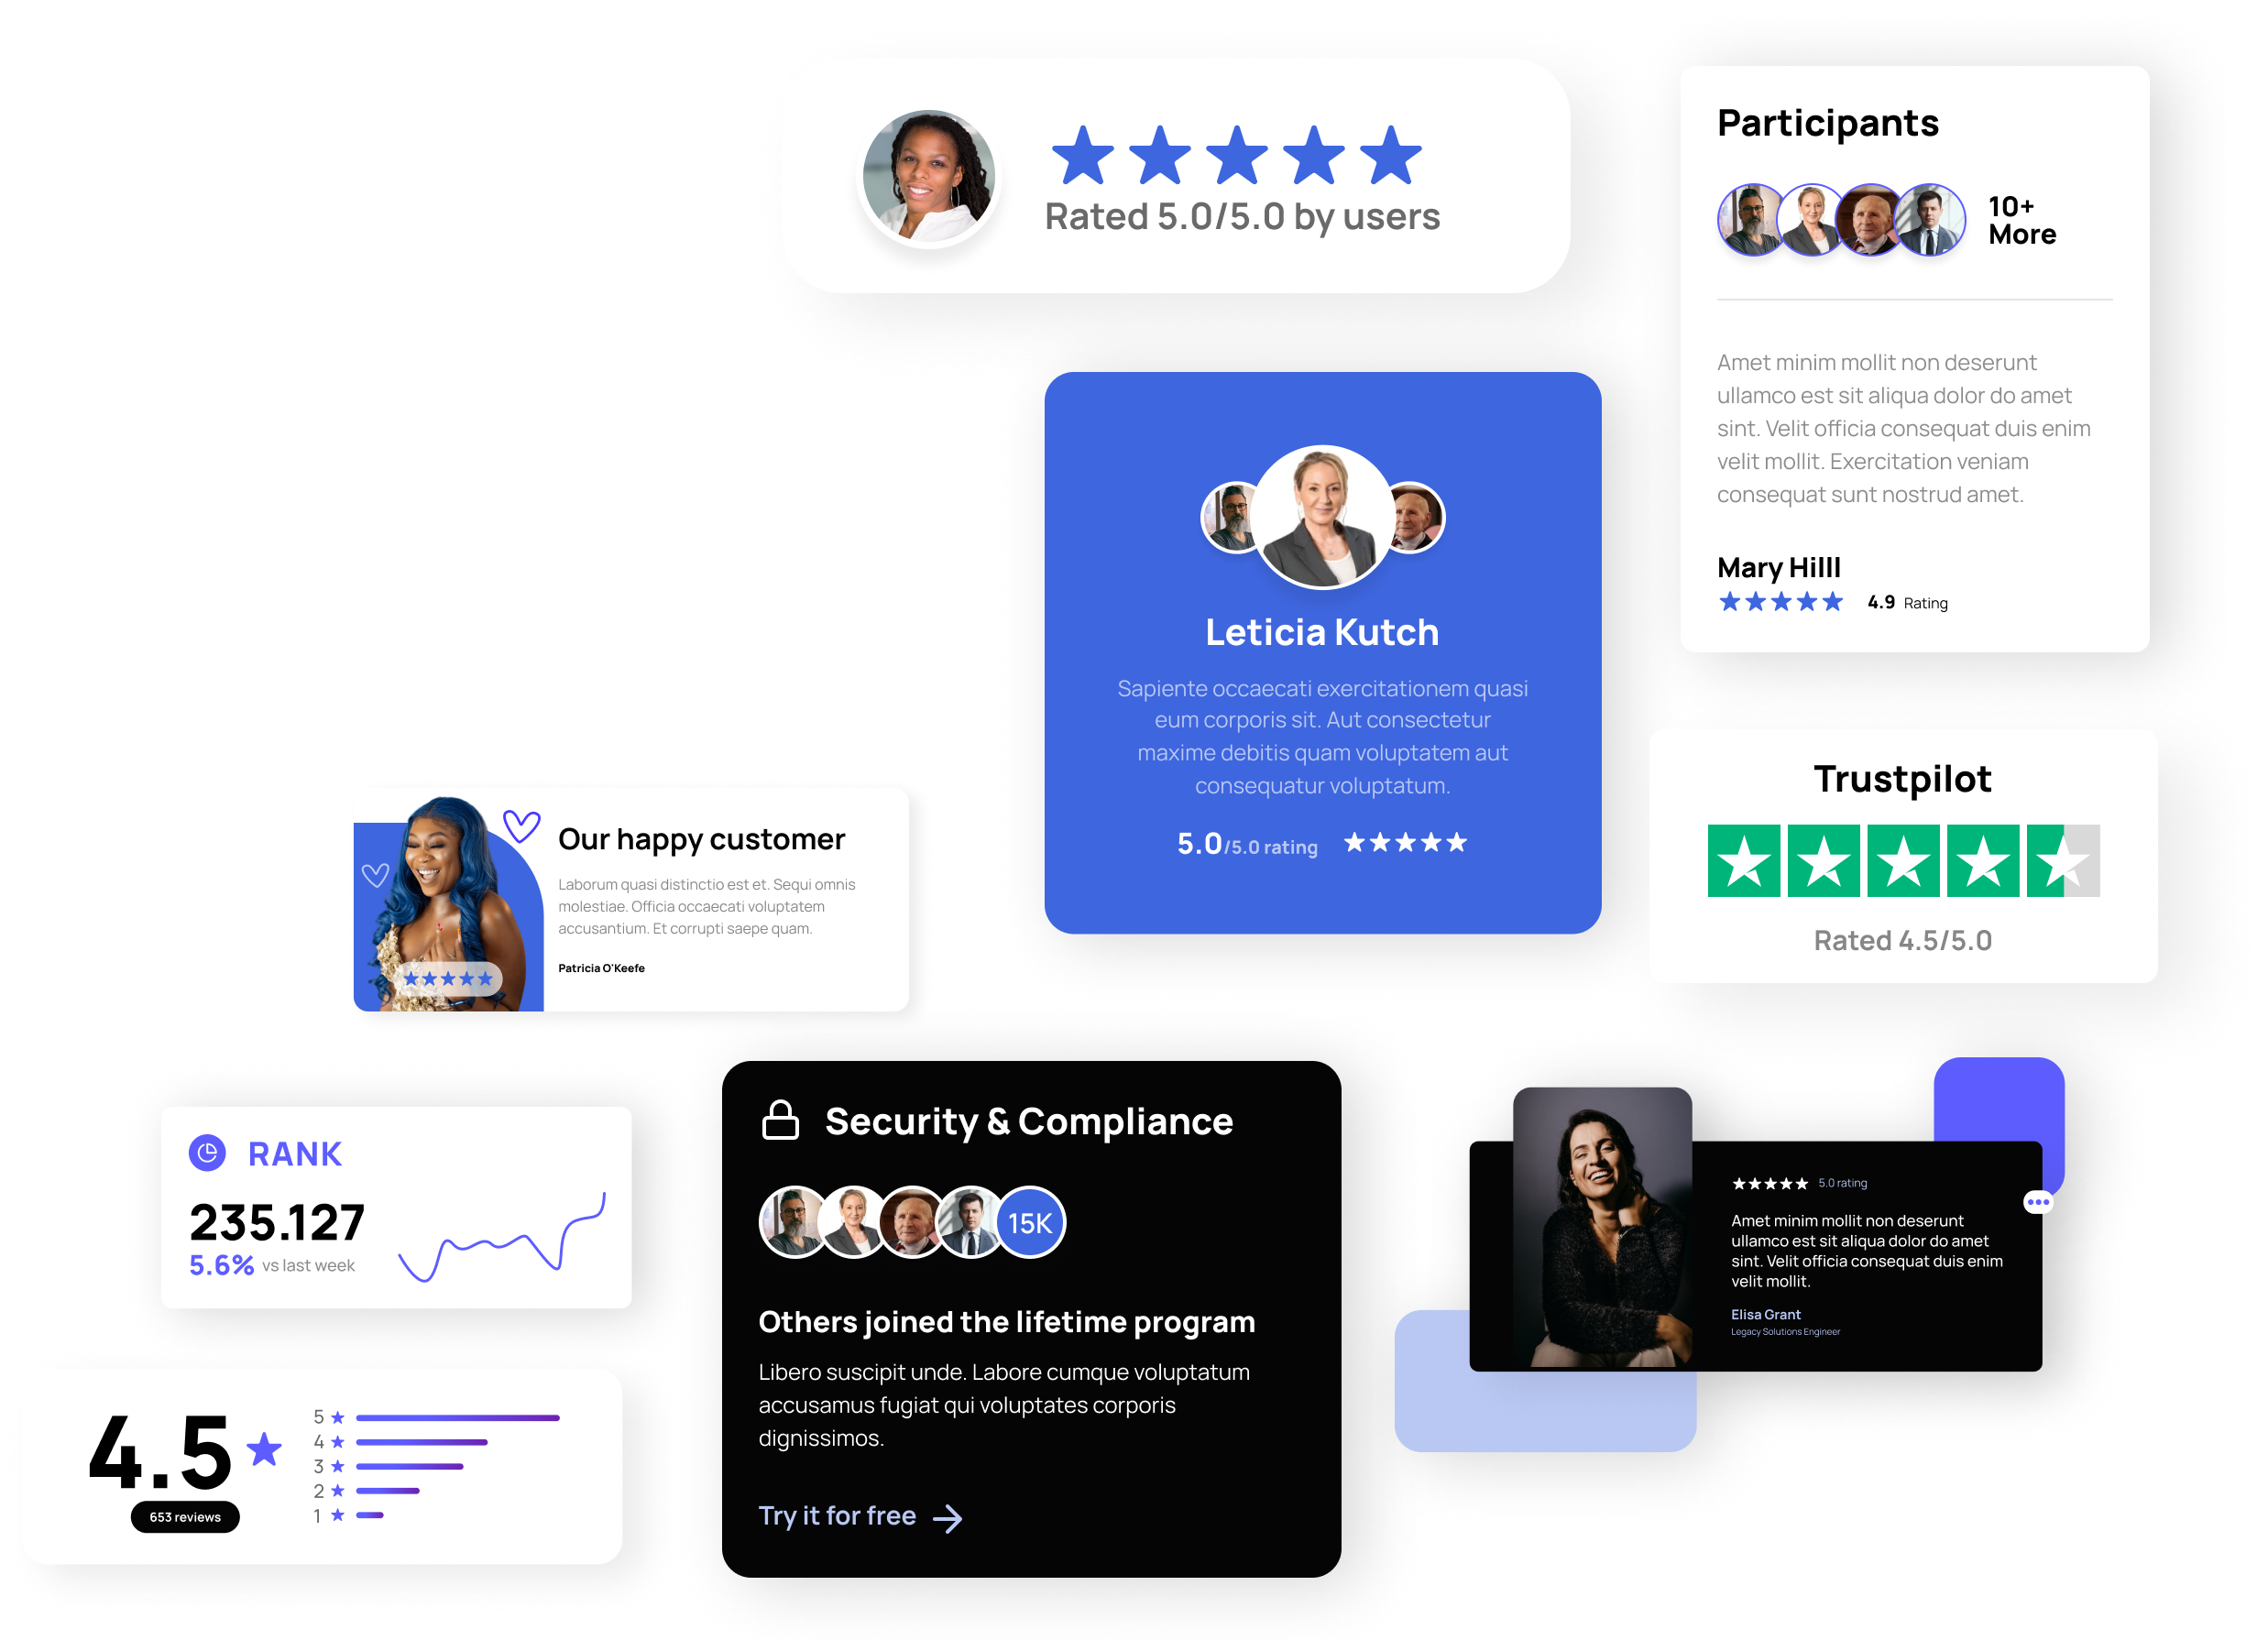 Rated 5.0/5.0 by users
Participants
10+
More
Amet minim mollit non deserunt
ullamco est sit aliqua dolor do amet
sint. Velit officia consequat duis enim
velit mollit. Exercitation veniam
consequat sunt nostrud amet.
Mary Hilll
4.9 Rating
Leticia Kutch
Sapiente occaecati exercitationem quasi
eum corporis sit. Aut consectetur
maxime debitis quam voluptatem aut
consequatur voluptatum.
5.0/5.0 rating
Trustpilot
Rated 4.5/5.0
Our happy customer
Laborum quasi distinctio est et. Sequi omnis
molestiae. Officia occaecati voluptatem
accusantium. Et corrupti saepe quam.
Patricia O'Keefe
RANK
235.127
5.6% vs last week
4.5
653 reviews
5
4
3
2
1
Security & Compliance
15K
Others joined the lifetime program
Libero suscipit unde. Labore cumque voluptatum
accusamus fugiat qui voluptates corporis
dignissimos.
Try it for free
5.0 rating
Amet minim mollit non deserunt
ullamco est sit aliqua dolor do amet
sint. Velit officia consequat duis enim
velit mollit.
Elisa Grant
Legacy Solutions Engineer